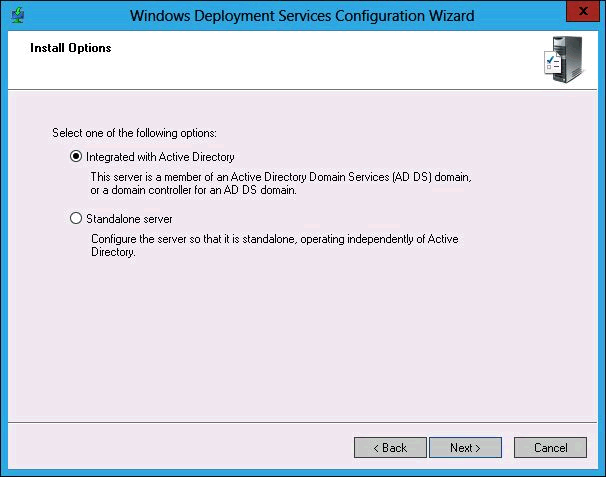 Windows Deployment Services Configuration Wizard
x
Install Options
Select one of the following options:
Integrated with Active Directory
This server is a member of an Active Directory Domain Services (AD DS) domain,
or a domain controller for an AD DS domain.
Standalone server
Configure the server so that it is standalone, operating independently of Active
Directory.
< Back
Next >
Cancel